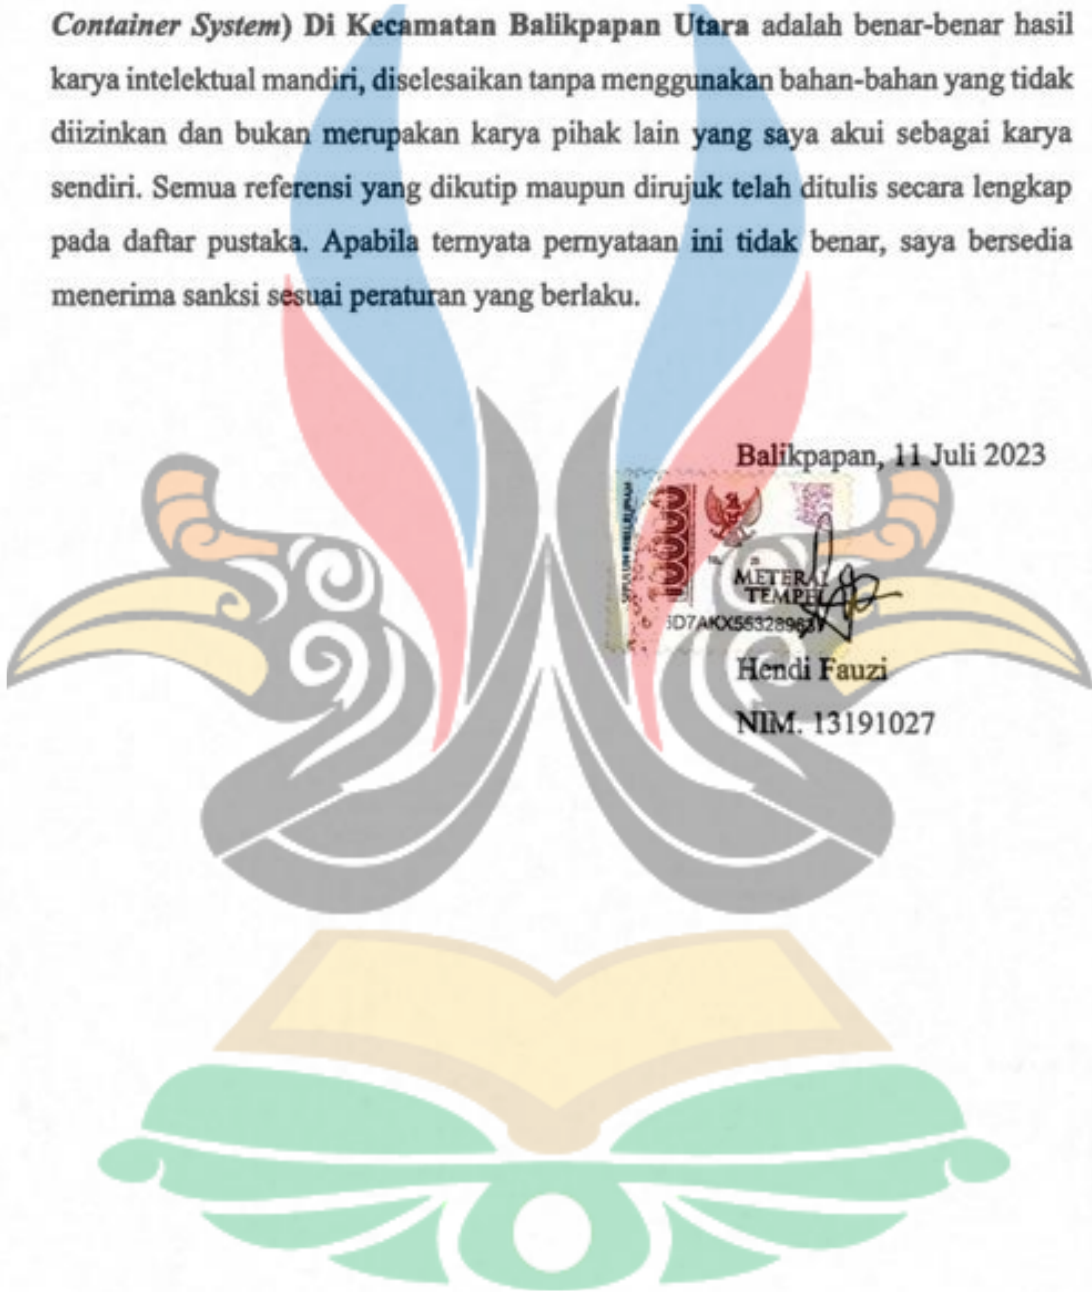 Container System) Di Kecamatan Balikpapan Utara adalah benar-benar hasil
karya intelektual mandiri, diselesaikan tanpa menggunakan bahan-bahan yang tidak
diizinkan dan bukan merupakan karya pihak lain yang saya akui sebagai karya
sendiri. Semua referensi yang dikutip maupun dirujuk telah ditulis secara lengkap
pada daftar pustaka. Apabila ternyata pernyataan ini tidak benar, saya bersedia
menerima sanksi sesuai peraturan yang berlaku.
Balikpapan, 11 Juli 2023
10000
METERAI
TEMPEL
Hendi Fauzi
NIM. 13191027